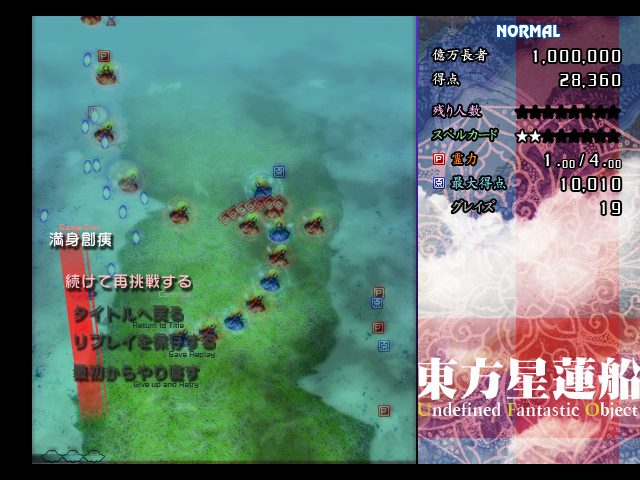 NORMAL
億万長者 1,000,000
得点 28,360
残り人数
スペルカード
P 霊力 1.00/4.00
点 最大得点 10,010
グレイズ 19
Game Over
満身創痍
続けて再挑戦する
Continue
タイトルへ戻る
Return to Title
リプレイを保存する
Save Replay
最初からやり直す
Give up and Retry
東方星蓮船
Undefined Fantastic Object